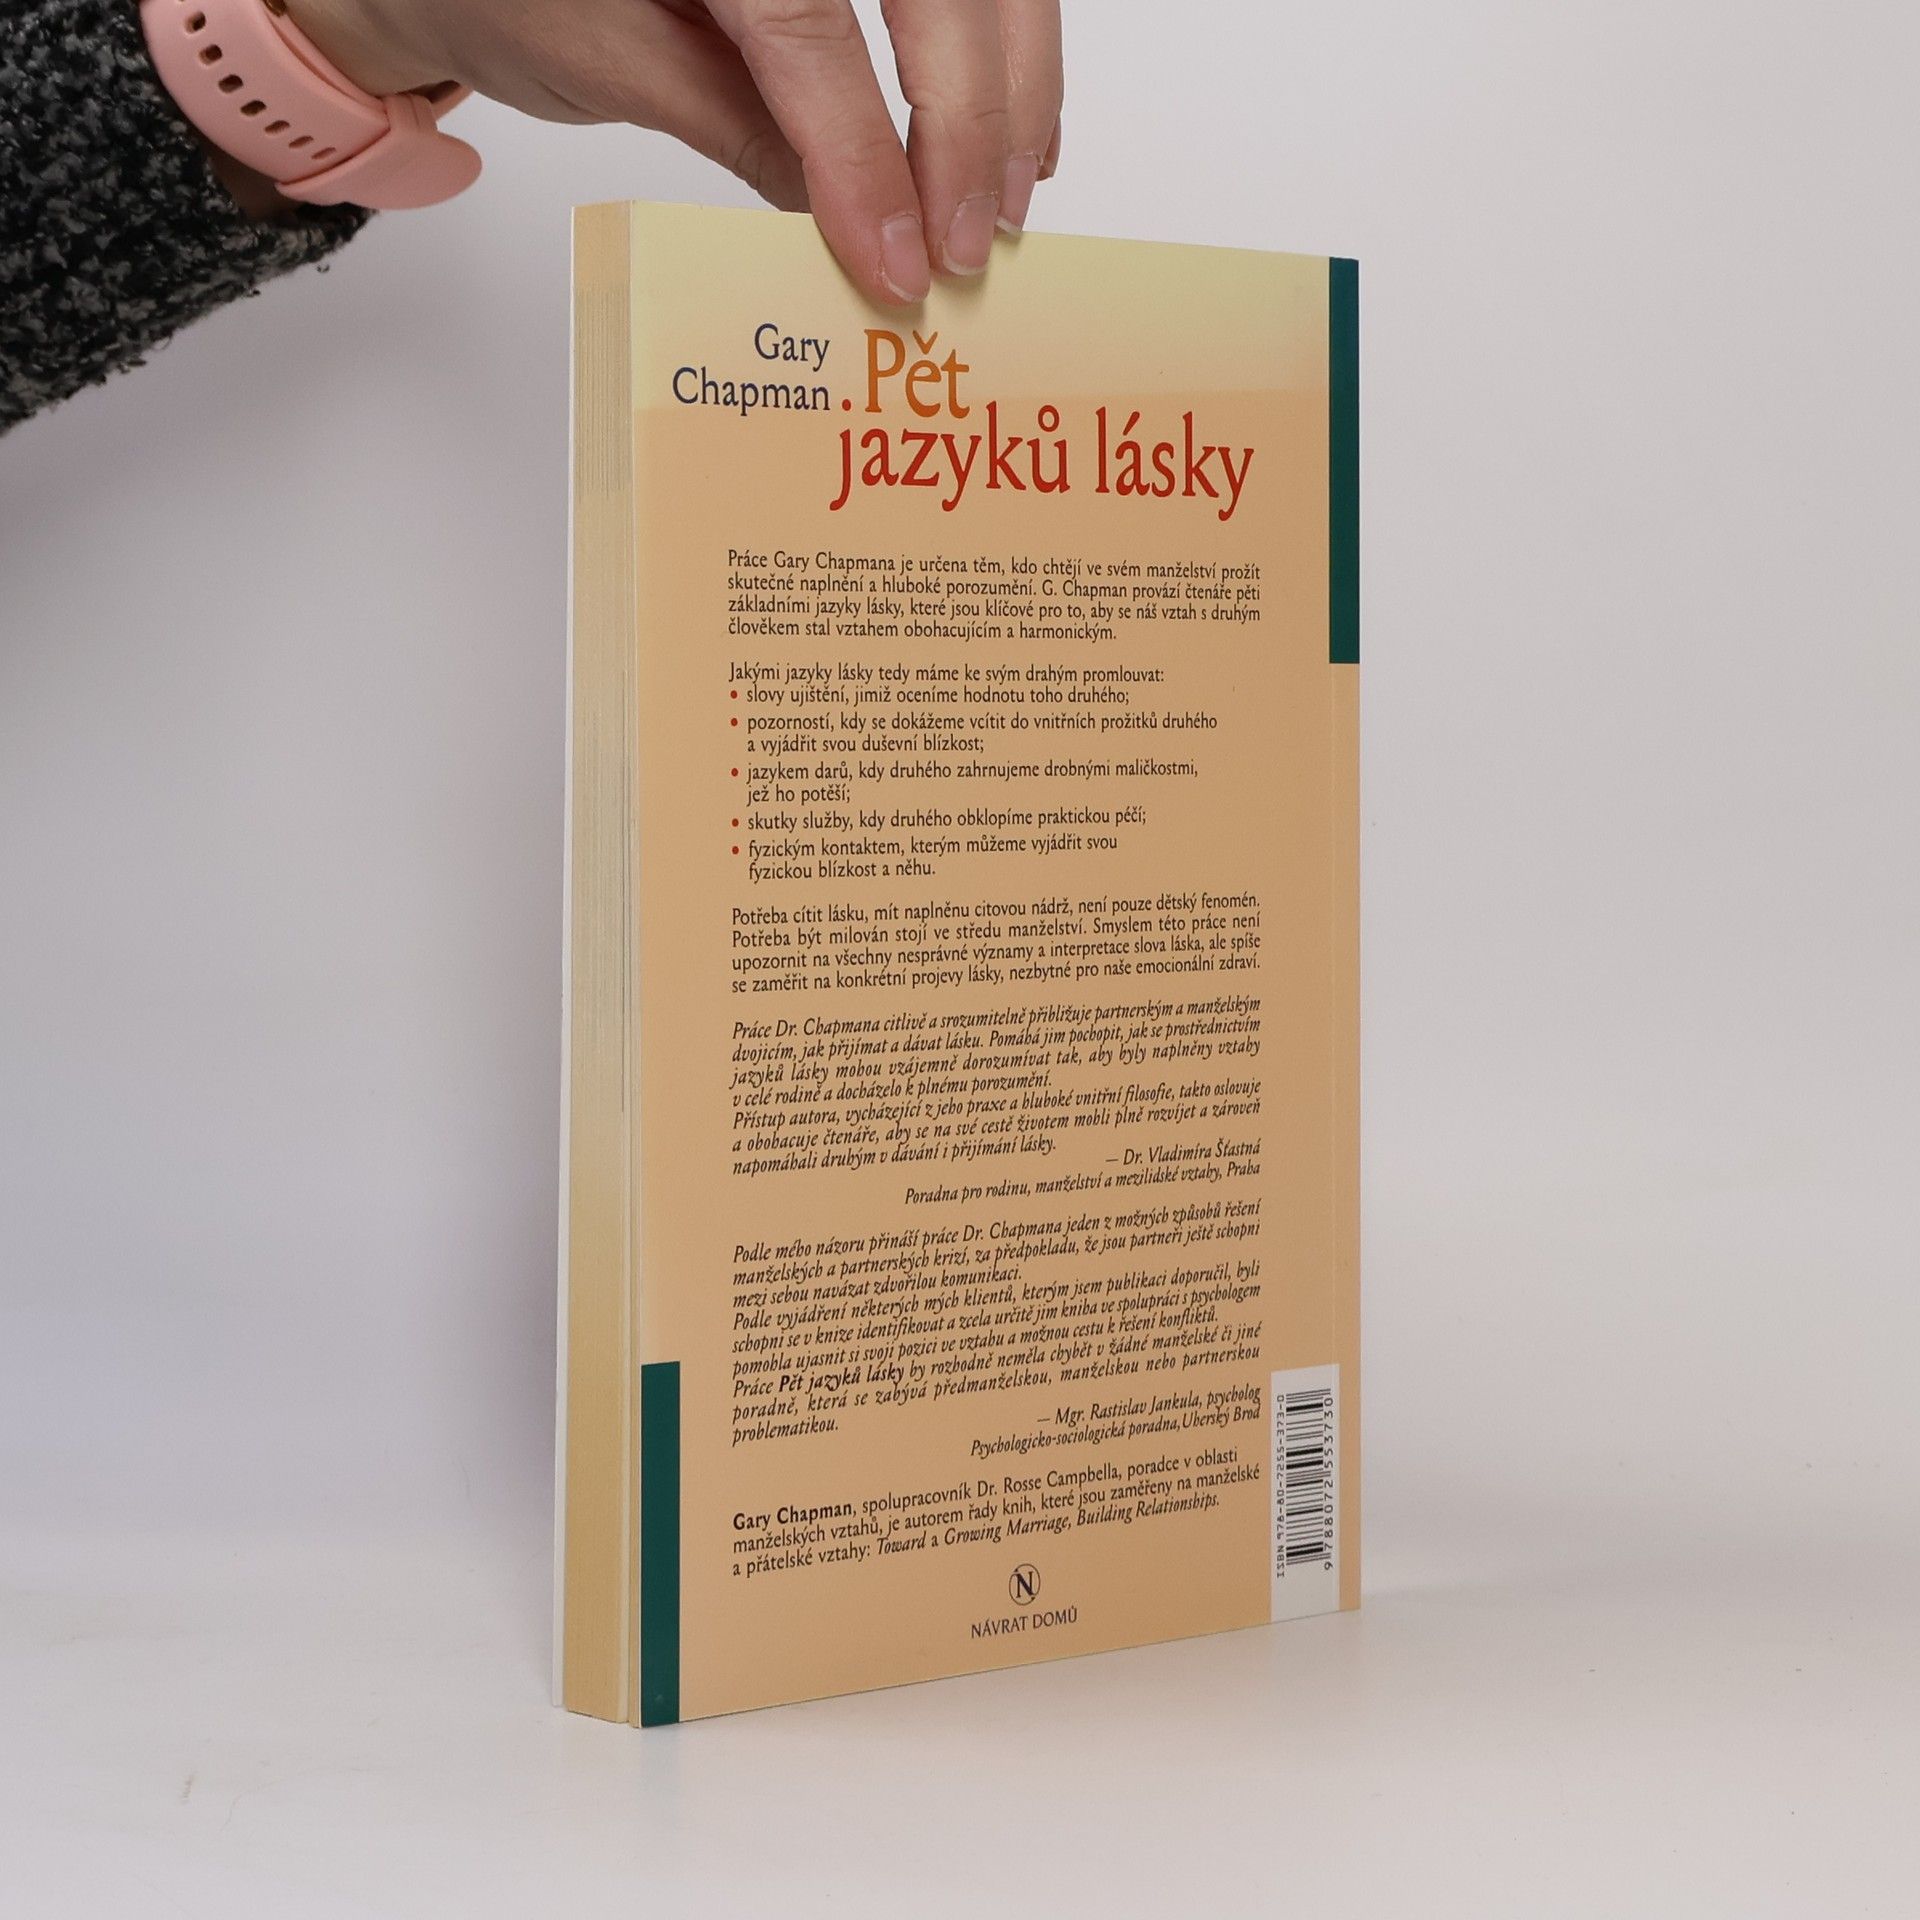 Gary
Chapman
Pět
jazyků lásky
Práce Gary Chapmana je určena těm, kdo chtějí ve svém manželství prožít
skutečné naplnění a hluboké porozumění. G. Chapman provází čtenáře pěti
základními jazyky lásky, které jsou klíčové pro to, aby se náš vztah s druhým
člověkem stal vztahem obohacujícím a harmonickým.
Jakými jazyky lásky tedy máme ke svým drahým promlouvat:
• slovy ujištění, jimiž oceníme hodnotu toho druhého;
• pozorností, kdy se dokážeme vcítit do vnitřních prožitků druhého
a vyjádřit svou duševní blízkost;
• jazykem darů, kdy druhého zahrnujeme drobnými maličkostmi,
jež ho potěší;
• skutky služby, kdy druhého obklopíme praktickou péčí;
• fyzickým kontaktem, kterým můžeme vyjádřit svou
fyzickou blízkost a něhu.
Potřeba cítit lásku, mít naplněnu citovou nádrž, není pouze dětský fenomén.
Potřeba být milován stojí ve středu manželství. Smyslem této práce není
upozornit na všechny nesprávné významy a interpretace slova láska, ale spíše
se zaměřit na konkrétní projevy lásky, nezbytné pro naše emocionální zdraví.
Práce Dr. Chapmana citlivě a srozumitelně přibližuje partnerským a manželským
dvojicím, jak přijímat a dávat lásku. Pomáhá jim pochopit, jak se prostřednictvím
jazyků lásky mohou vzájemně dorozumívat tak, aby byly naplněny vztahy
v celé rodině a docházelo k plnému porozumění.
Přístup autora, vycházející z jeho praxe a hluboké vnitřní filosofie, takto oslovuje
a obohacuje čtenáře, aby se na své cestě životem mohli plně rozvíjet a zároveň
napomáhali druhým v dávání i přijímání lásky.
— Dr. Vladimíra Šťastná
Poradna pro rodinu, manželství a mezilidské vztahy, Praha
Podle mého názoru přináší práce Dr. Chapmana jeden z možných způsobů řešení
manželských a partnerských krizí, za předpokladu, že jsou partneři ještě schopni
mezi sebou navázat zdvořilou komunikaci.
Podle vyjádření některých mých klientů, kterým jsem publikaci doporučil, byli
schopni se v knize identifikovat a zcela určitě jim kniha ve spolupráci s psychologem
pomohla ujasnit si svoji pozici ve vztahu a možnou cestu k řešení konfliktů.
Práce Pět jazyků lásky by rozhodně neměla chybět v žádné manželské či jiné
poradně, která se zabývá předmanželskou, manželskou nebo partnerskou
problematikou.
— Mgr. Rastislav Jankula, psycholog
Psychologicko-sociologická poradna, Uherský Brod
Gary Chapman, spolupracovník Dr. Rosse Campbella, poradce v oblasti
manželských vztahů, je autorem řady knih, které jsou zaměřeny na manželské
a přátelské vztahy: Toward a Growing Marriage, Building Relationships.
N
NÁVRAT DOMŮ
ISBN 978-80-7255-373-0
9 788072 553730